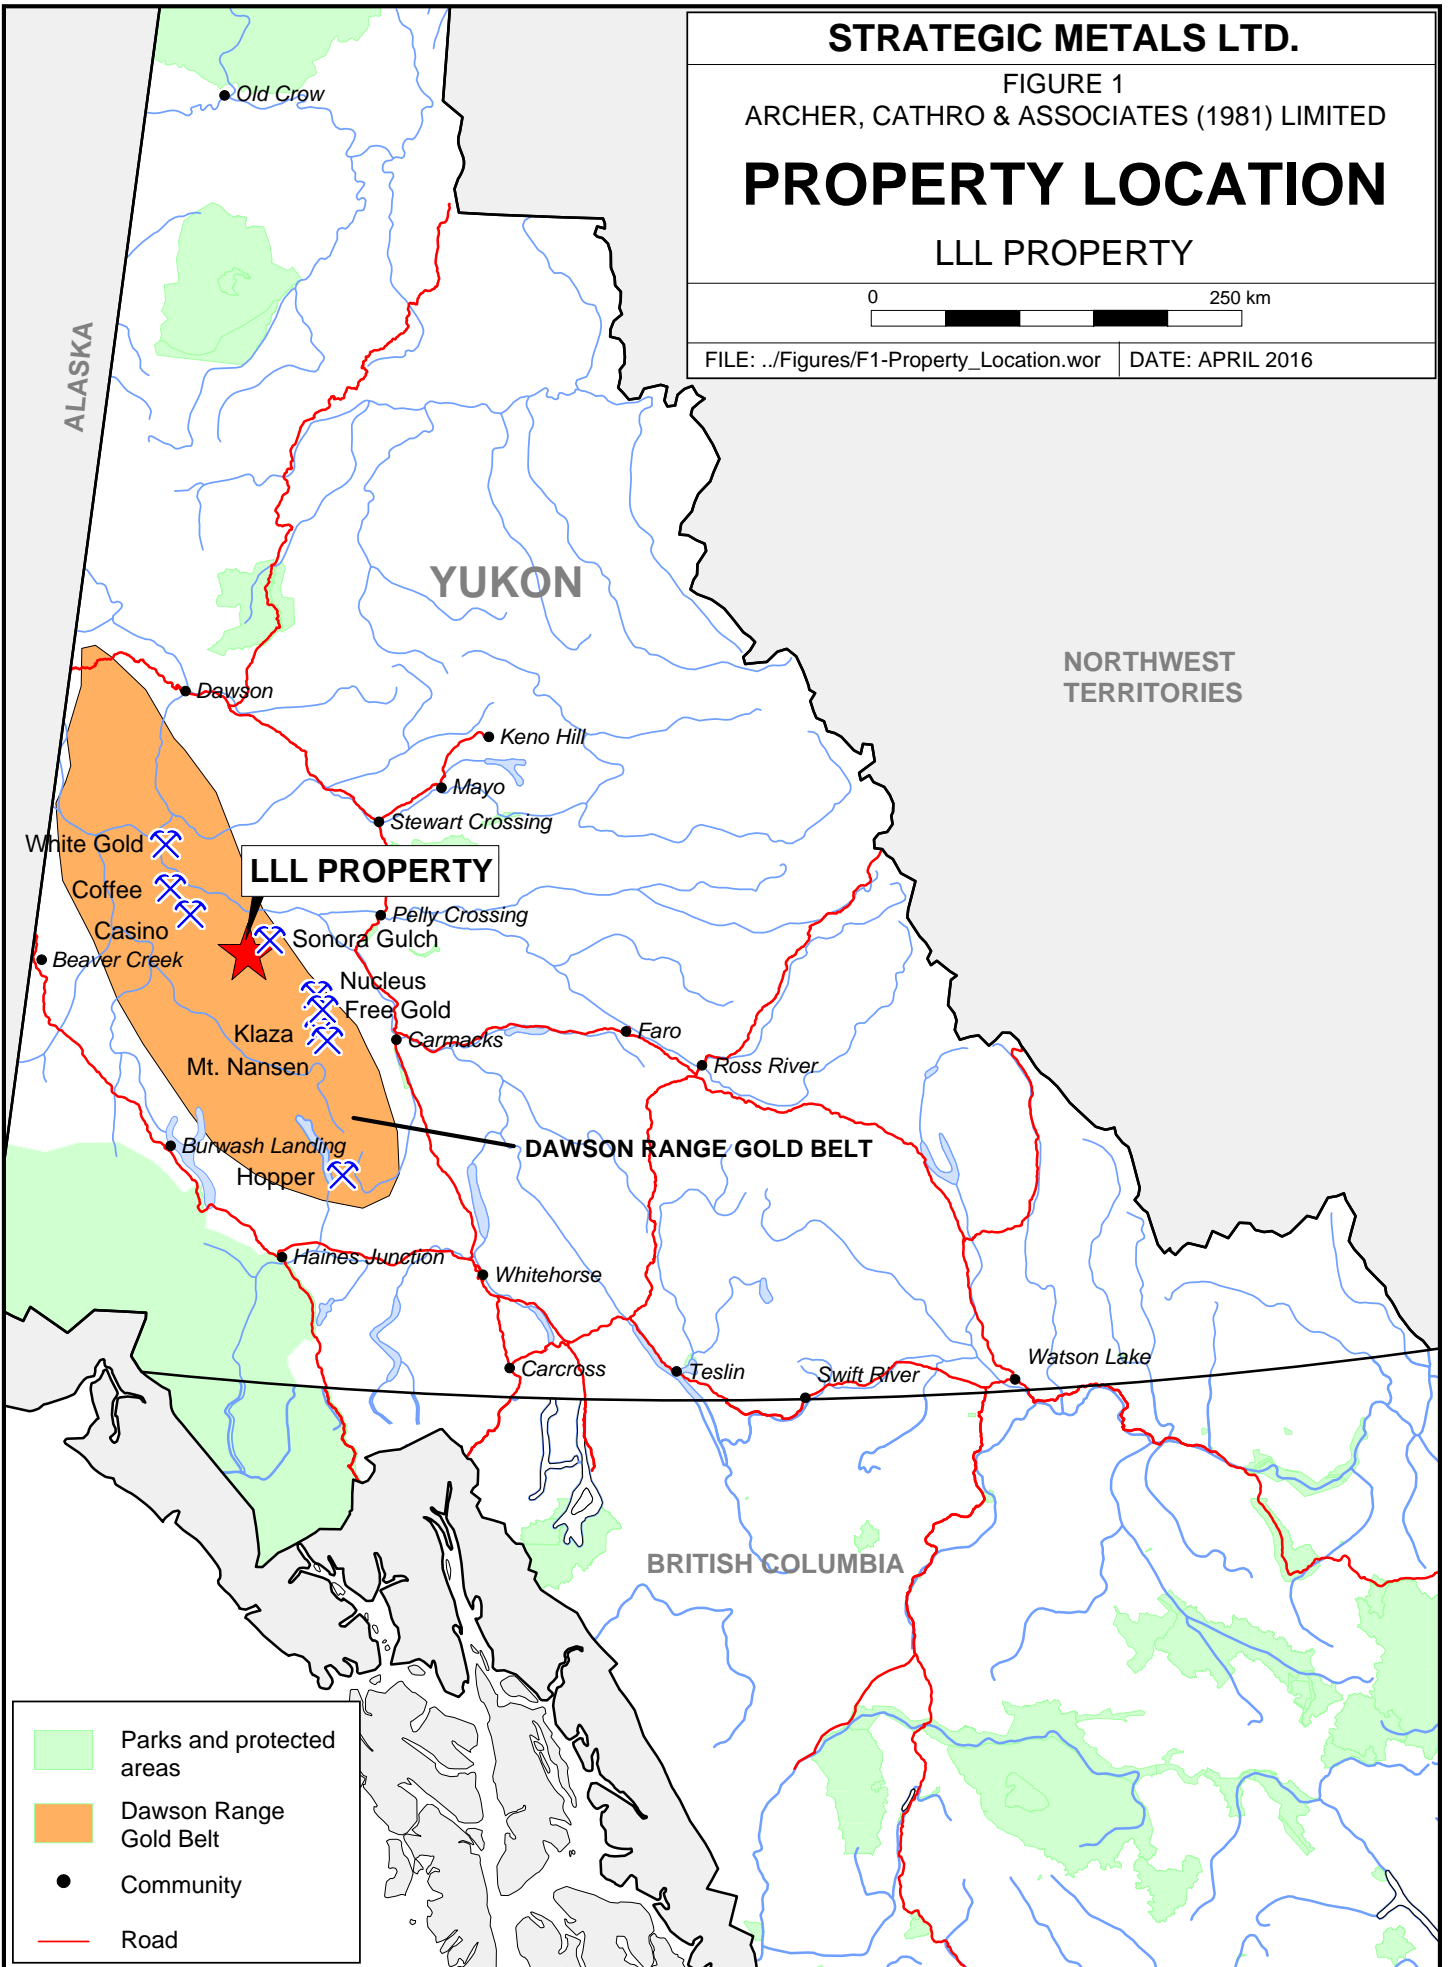 STRATEGIC METALS LTD.
FIGURE 1
ARCHER, CATHRO & ASSOCIATES (1981) LIMITED
PROPERTY LOCATION
LLL PROPERTY
0 250 km
FILE: ../Figures/F1-Property_Location.wor DATE: APRIL 2016
Old Crow
ALASKA
YUKON
NORTHWEST
TERRITORIES
Dawson
Keno Hill
Mayo
Stewart Crossing
White Gold
LLL PROPERTY
Coffee
Pelly Crossing
Casino
Sonora Gulch
Beaver Creek
Nucleus
Free Gold
Klaza
Faro
Carmacks
Mt. Nansen
Ross River
Burwash Landing
DAWSON RANGE GOLD BELT
Hopper
Haines Junction
Whitehorse
Watson Lake
Carcross
Teslin
Swift River
BRITISH COLUMBIA
Parks and protected
areas
Dawson Range
Gold Belt
Community
Road